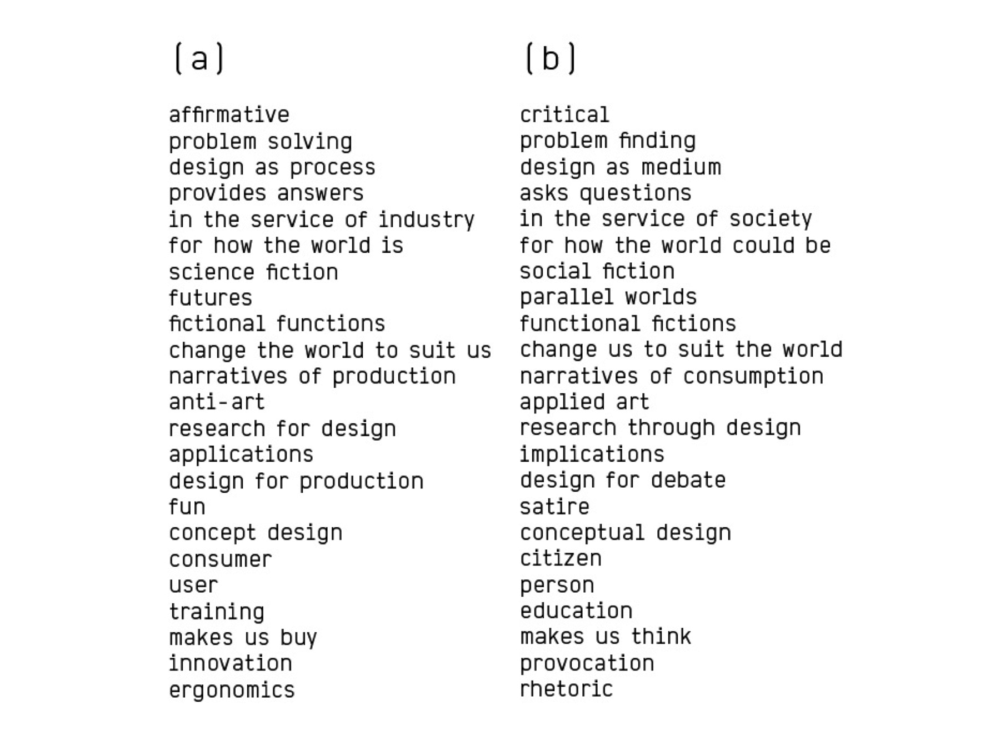 (a)
affirmative
problem solving
design as process
provides answers
in the service of industry
for how the world is
science fiction
futures
fictional functions
change the world to suit us
narratives of production
anti-art
research for design
applications
design for production
fun
concept design
consumer
user
training
makes us buy
innovation
ergonomics
(b)
critical
problem finding
design as medium
asks questions
in the service of society
for how the world could be
social fiction
parallel worlds
functional fictions
change us to suit the world
narratives of consumption
applied art
research through design
implications
design for debate
satire
conceptual design
citizen
person
education
makes us think
provocation
rhetoric